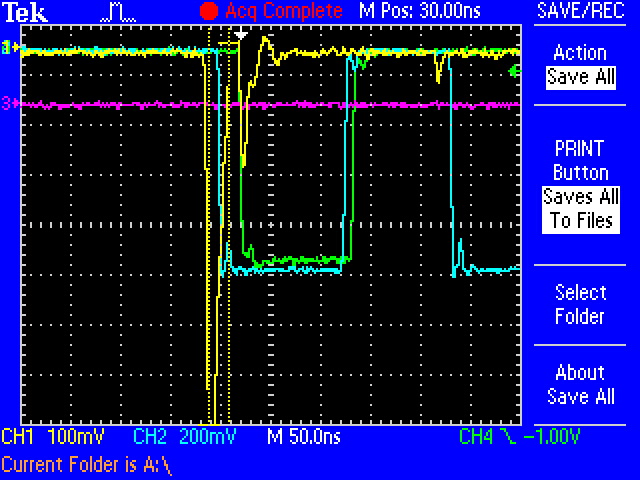 Tek Acq Complete M Pos: 30.00ns SAVE/REC
Action
Save All
PRINT
Button
Saves All
To Files
Select
Folder
About
Save All
3
CH1 100mV CH2 200mV M 50.0ns CH4 -1.00V
Current Folder is A:\